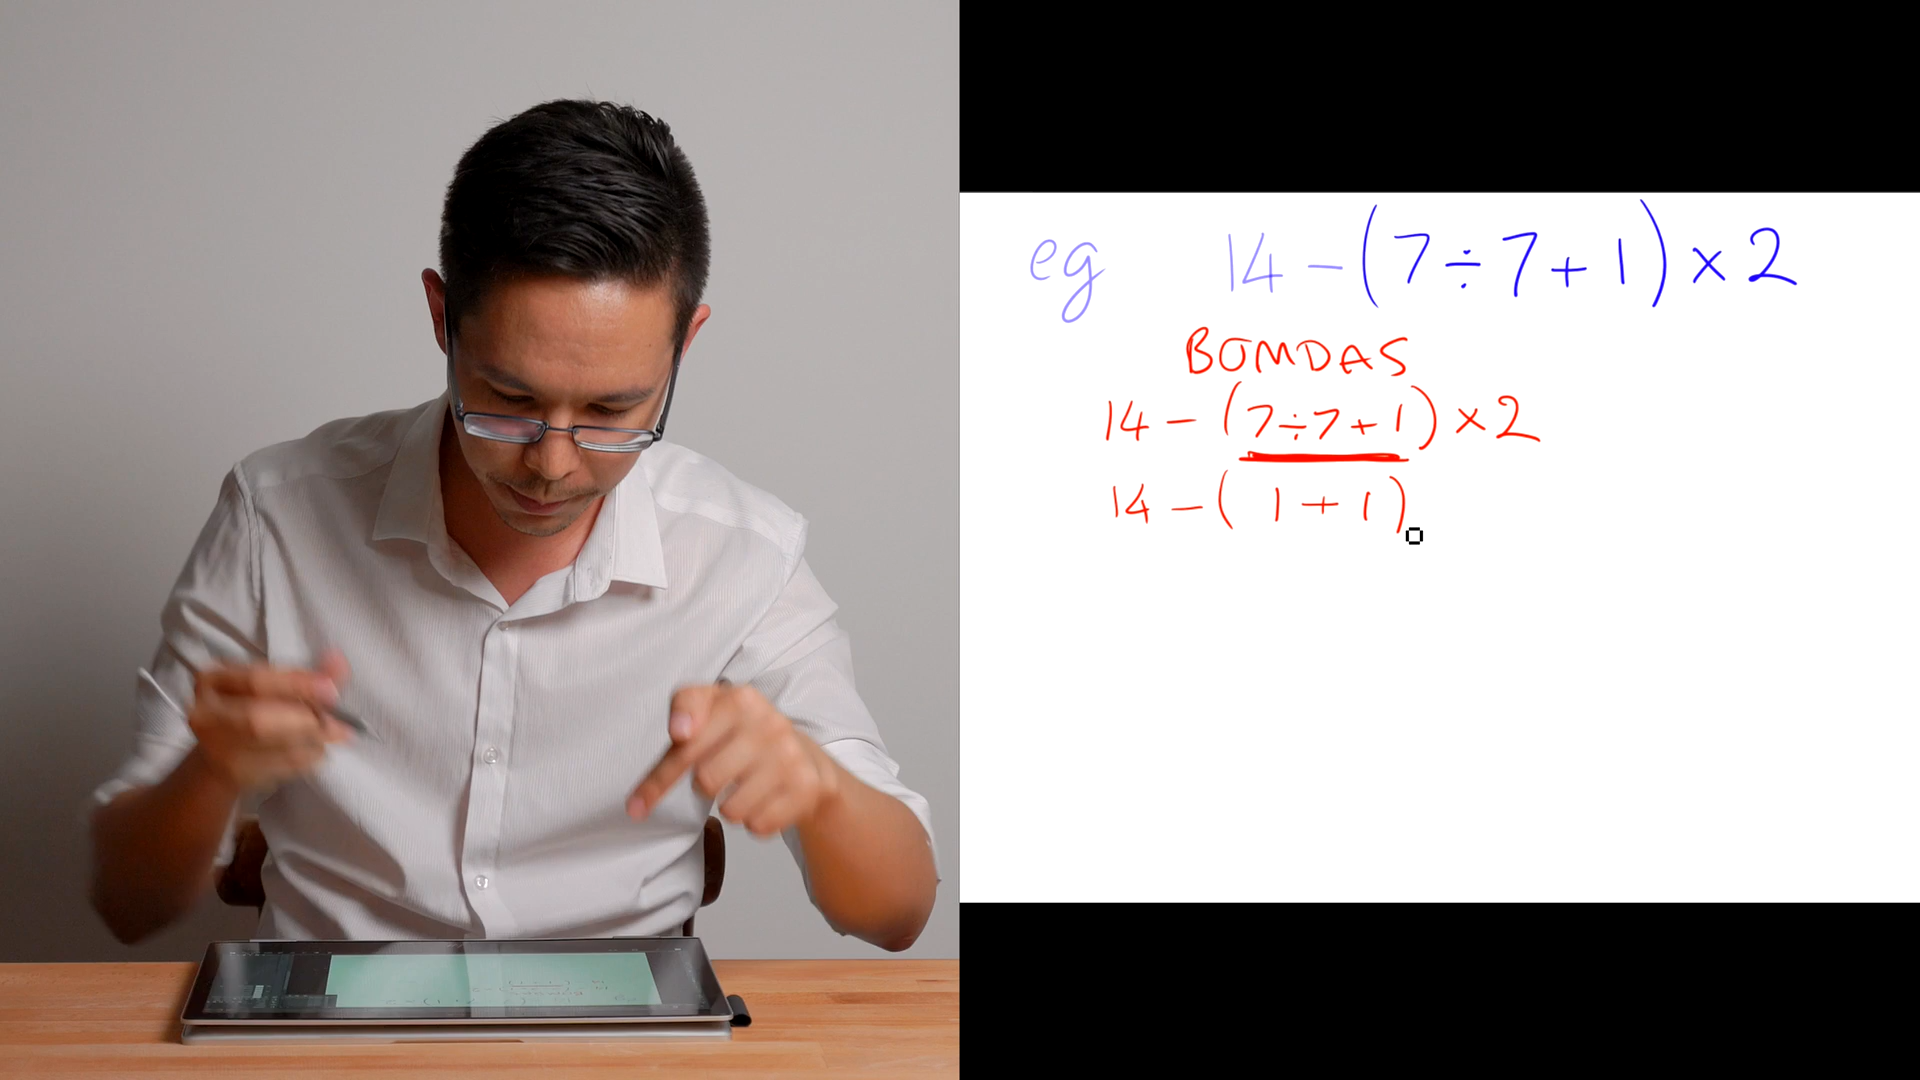 eg 14 - (7 ÷ 7 + 1) × 2
BOMDAS
14 - (7 ÷ 7 + 1) × 2
14 - ( 1 + 1)